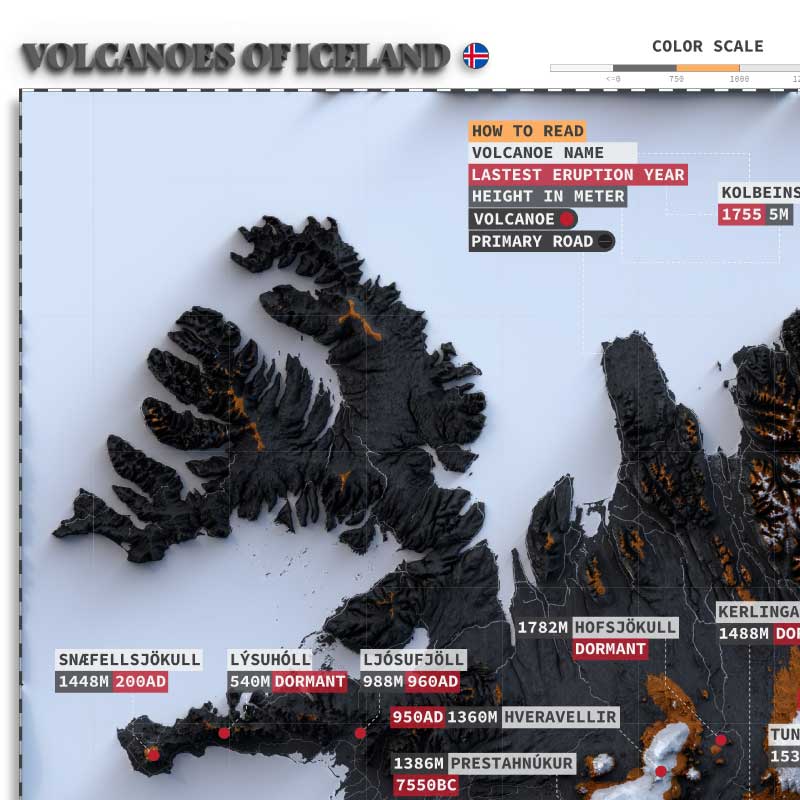 VOLCANOES OF ICELAND
COLOR SCALE
<=0 750 1000
HOW TO READ
VOLCANOE NAME
LASTEST ERUPTION YEAR
HEIGHT IN METER
VOLCANOE
PRIMARY ROAD
KOLBEINS
1755 5M
KERLINGA
1488M DOR
1782M HOFSJÖKULL
DORMANT
SNÆFELLSJÖKULL
1448M 200AD
LÝSUHÓLL
540M DORMANT
LJÓSUFJÖLL
988M 960AD
950AD 1360M HVERAVELLIR
TUN
153
1386M PRESTAHNÚKUR
7550BC